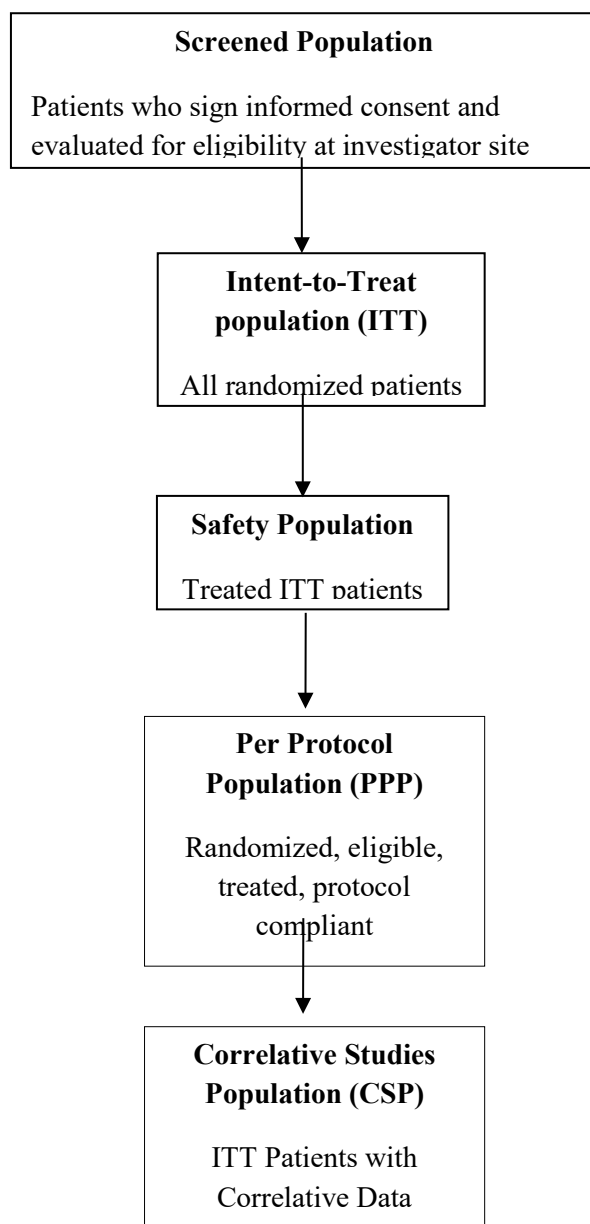 Screened Population
Patients who sign informed consent and
evaluated for eligibility at investigator site
Intent-to-Treat
population (ITT)
All randomized patients
Safety Population
Treated ITT patients
Per Protocol
Population (PPP)
Randomized, eligible,
treated, protocol
compliant
Correlative Studies
Population (CSP)
ITT Patients with
Correlative Data